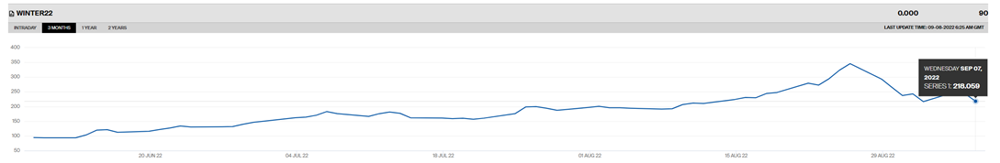 WINTER22 0.000 90
INTRADAY 3 MONTHS 1 YEAR 2 YEARS LAST UPDATE TIME: 09-08-2022 6:25 AM GMT
400
350
300
250
200
150
100
50
WEDNESDAY SEP 07,
2022
SERIES 1: 218.059
20 JUN 22 04 JUL 22 18 JUL 22 01 AUG 22 15 AUG 22 29 AUG 22